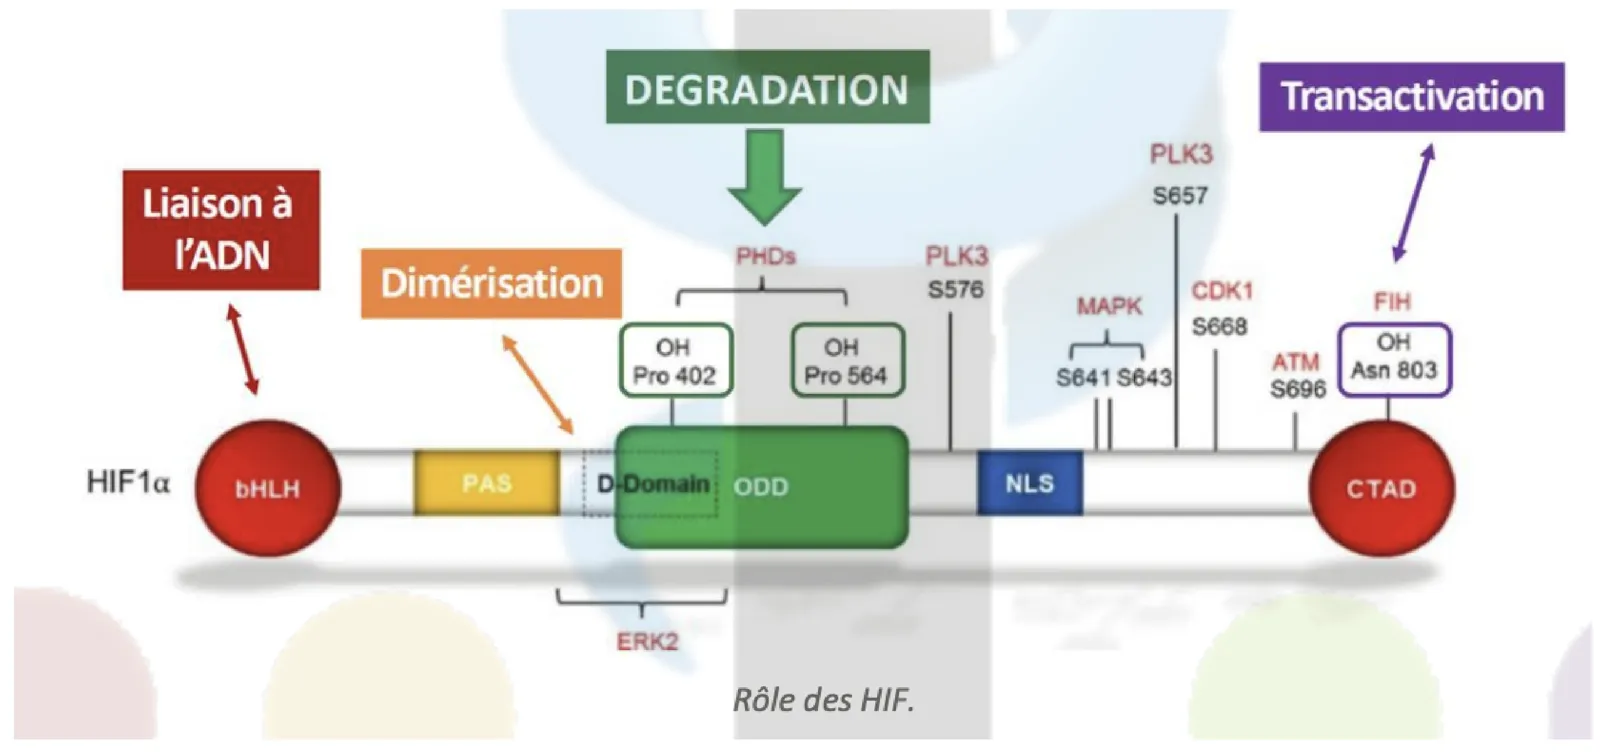 DEGRADATION
Transactivation
Liaison à
l'ADN
Dimérisation
PHDs
PLK3
S576
PLK3
S657
MAPK
S641 S643
CDK1
S668
ATM
S696
FIH
OH
Asn 803
OH
Pro 402
OH
Pro 564
HIF1α
bHLH
PAS
D-Domain
ODD
NLS
CTAD
ERK2
Rôle des HIF.